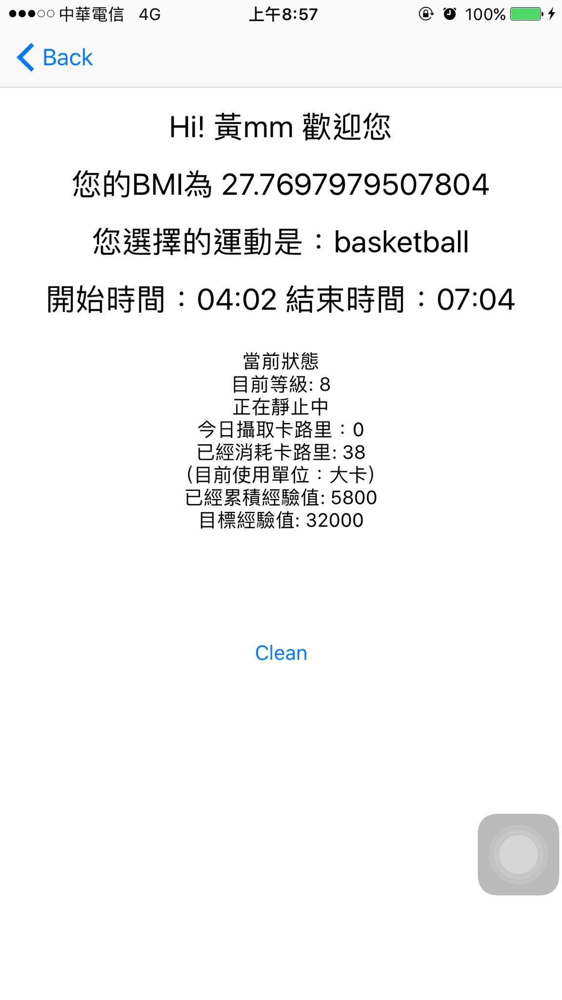 中華電信 4G 上午8:57 100%
Back
Hi! 黃mm 歡迎您
您的BMI為 27.7697979507804
您選擇的運動是：basketball
開始時間：04:02 結束時間：07:04
當前狀態
目前等級: 8
正在靜止中
今日攝取卡路里：0
已經消耗卡路里: 38
(目前使用單位：大卡)
已經累積經驗值: 5800
目標經驗值: 32000
Clean